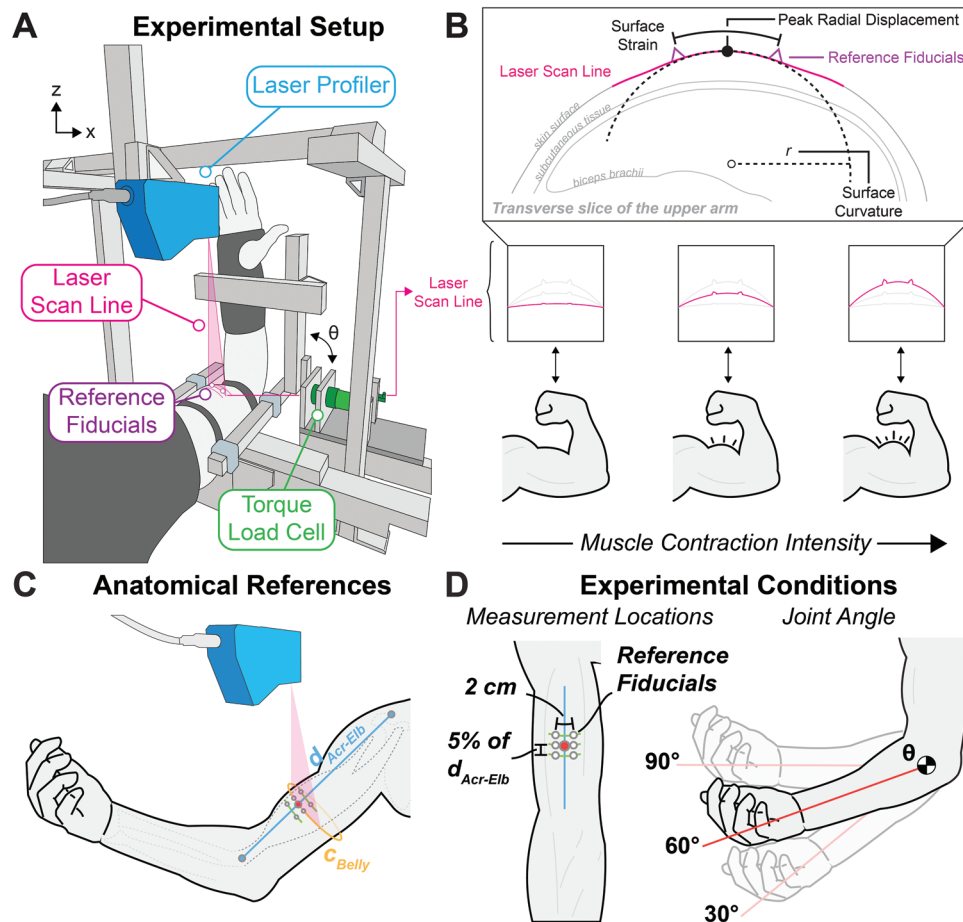 A Experimental Setup
z
x
Laser Profiler
Laser
Scan Line
θ
Reference
Fiducials
Torque
Load Cell
Laser
Scan Line
B
Peak Radial Displacement
Surface
Strain
Reference Fiducials
Laser Scan Line
skin surface
subcutaneous tissue
biceps brachii
r
Surface
Curvature
Transverse slice of the upper arm
Muscle Contraction Intensity
C Anatomical References
d Acr-Elb
c Belly
D Experimental Conditions
Measurement Locations
Joint Angle
Reference
Fiducials
2 cm
5% of
d Acr-Elb
θ
90°
60°
30°